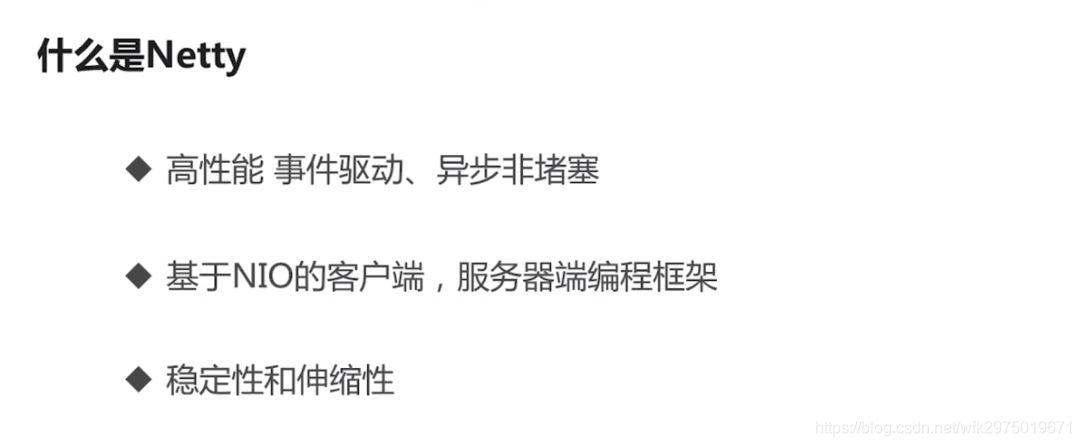 什么是Netty
◆ 高性能 事件驱动、异步非堵塞
◆ 基于NIO的客户端，服务器端编程框架
◆ 稳定性和伸缩性
https://blog.csdn.net/wfk2975019671